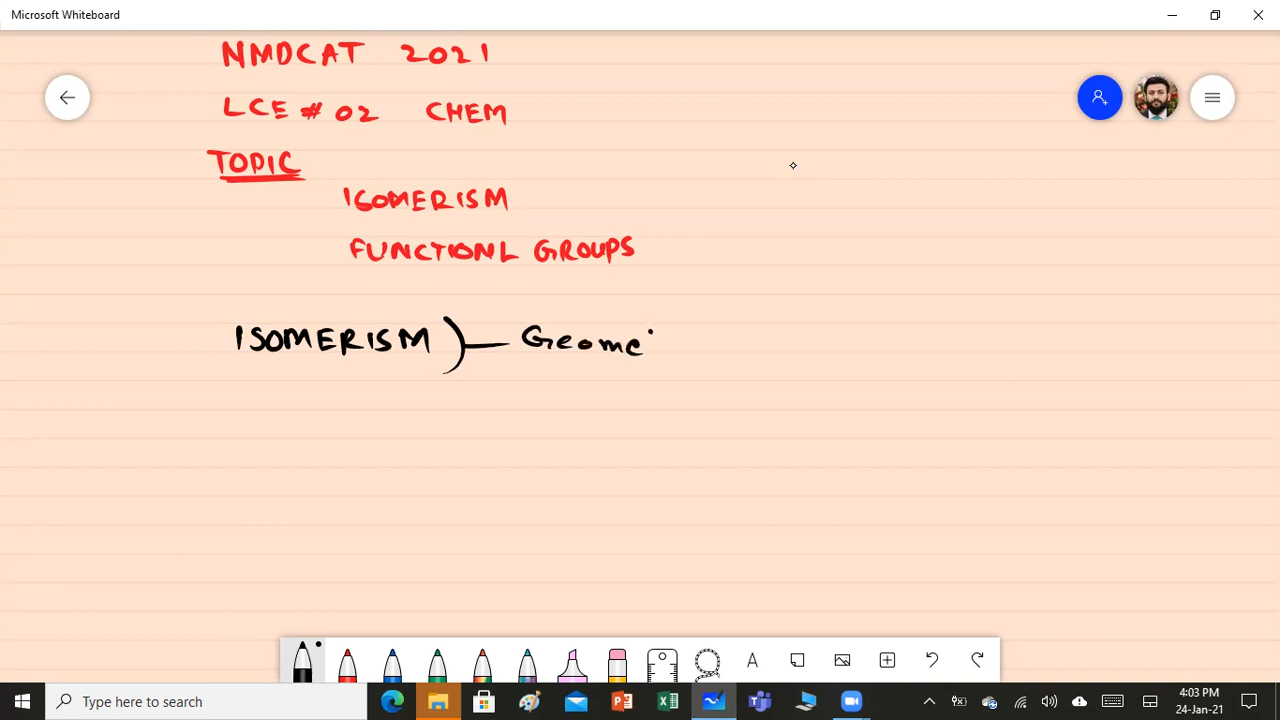 Microsoft Whiteboard
NMDCAT 2021
LCE # 02 CHEM
TOPIC
ISOMERISM
FUNCTIONL GROUPS
ISOMERISM ) — Geome
A
Type here to search
4:03 PM
24-Jan-21